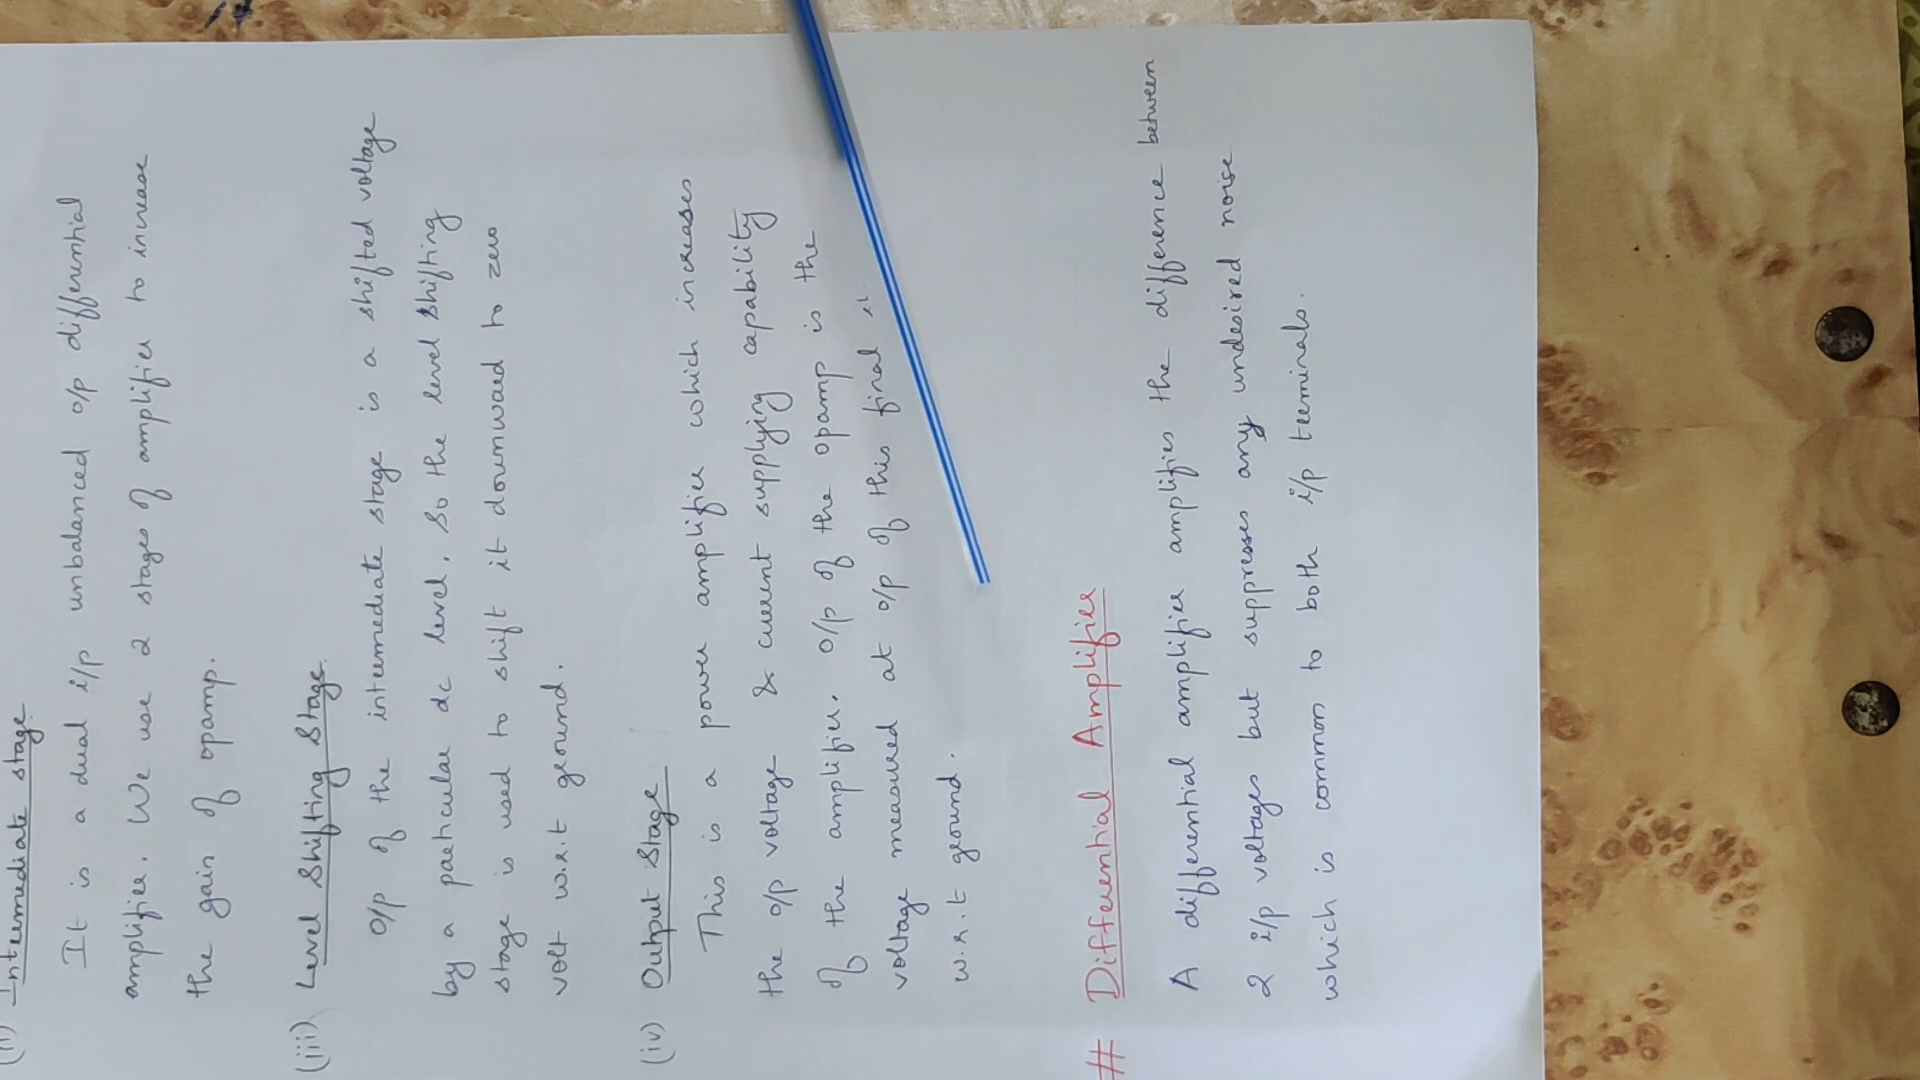 (ii) Intermediate stage
It is a dual i/p unbalanced o/p differential
amplifier. We use 2 stages of amplifier to increase
the gain of opamp.
(iii) Level Shifting Stage
O/p of the intermediate stage is a shifted voltage
by a particular dc level. So the level shifting
stage is used to shift it downward to zero
volt w.r.t ground.
(iv) Output Stage
This is a power amplifier which increases
the o/p voltage & current supplying capability
of the amplifier. O/p of the opamp is the
voltage measured at o/p of this final
w.r.t ground.
# Differential Amplifier
A differential amplifier amplifies the difference between
2 i/p voltages but suppresses any undesired noise
which is common to both i/p terminals.